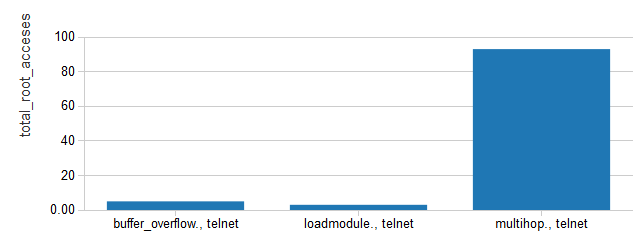 total_root_acceses
100
80
60
40
20
0.00
buffer_overflow., telnet
loadmodule., telnet
multihop., telnet